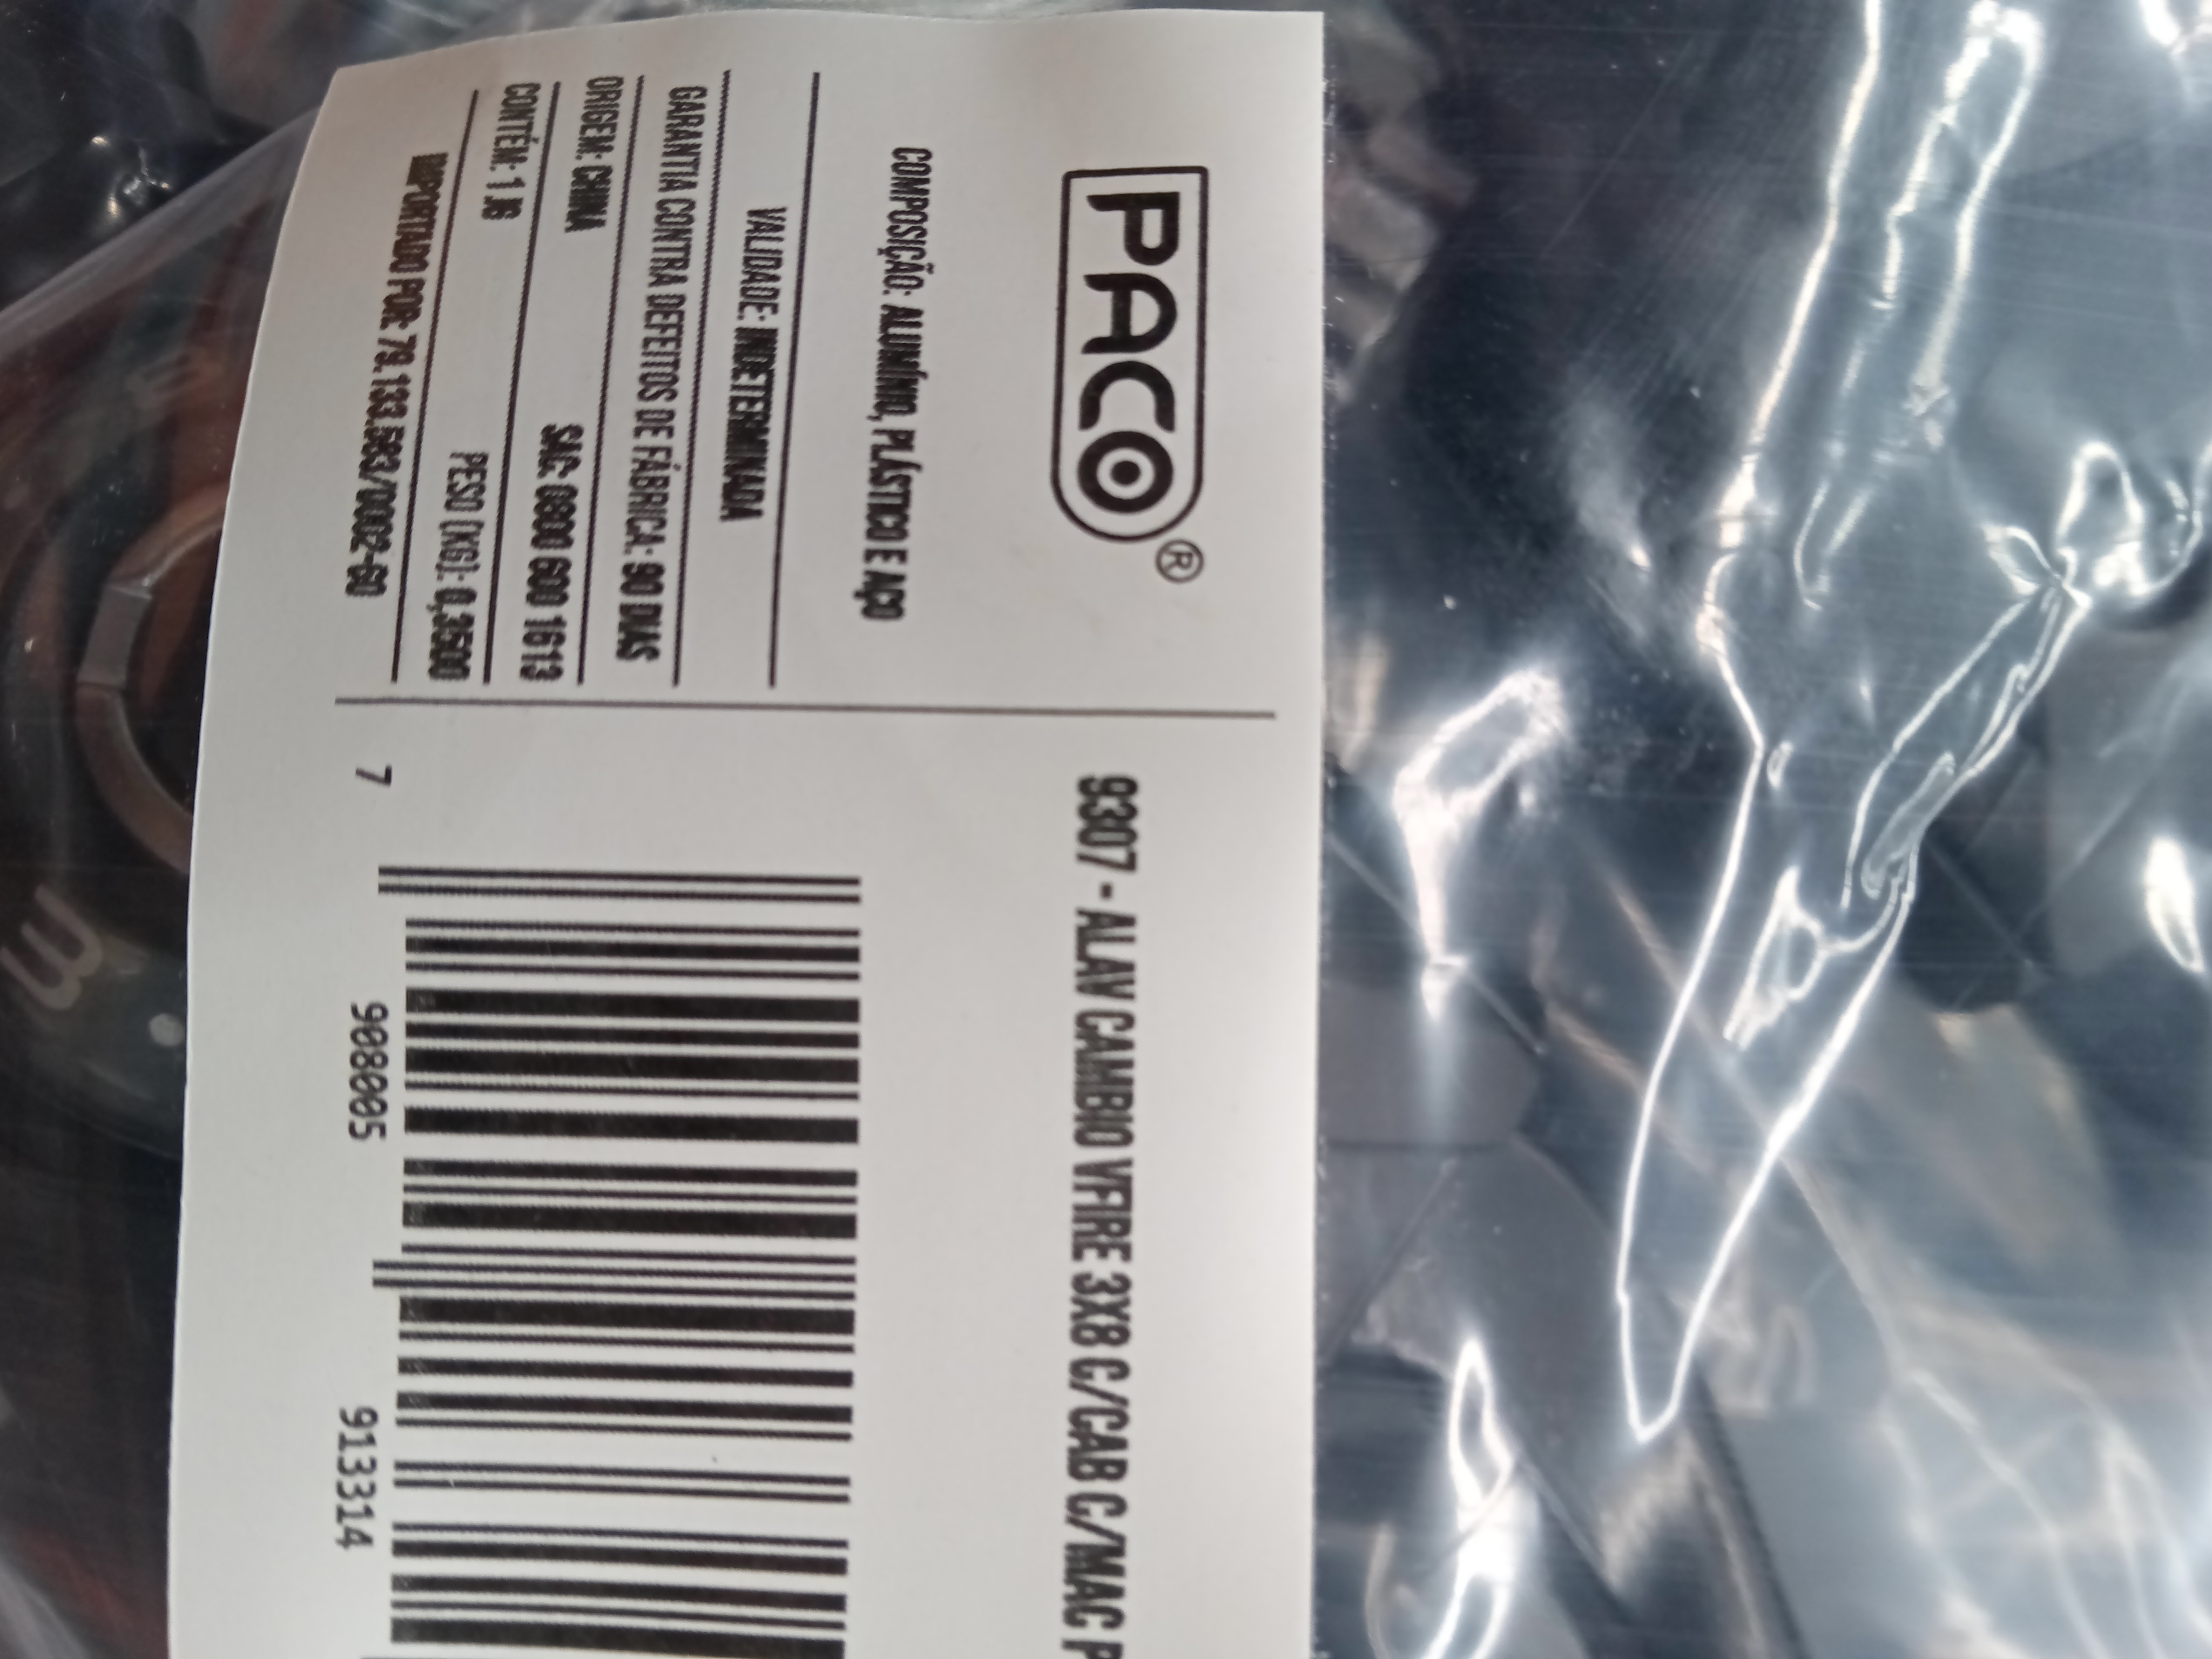 PACO®
COMPOSIÇÃO: ALUMÍNIO, PLÁSTICO E AÇO
VALIDADE: INDETERMINADA
GARANTIA CONTRA DEFEITOS DE FÁBRICA: 90 DIAS
ORIGEM: CHINA SAC: 0800 600 1613
CONTÉM: 1 JG PESO (KG): 0,3500
IMPORTADO POR: 79.133.583/0002-60
9307 - ALAV CAMBIO VFIRE 3X8 C/CAB C/MAC P
7 908005 913314
3